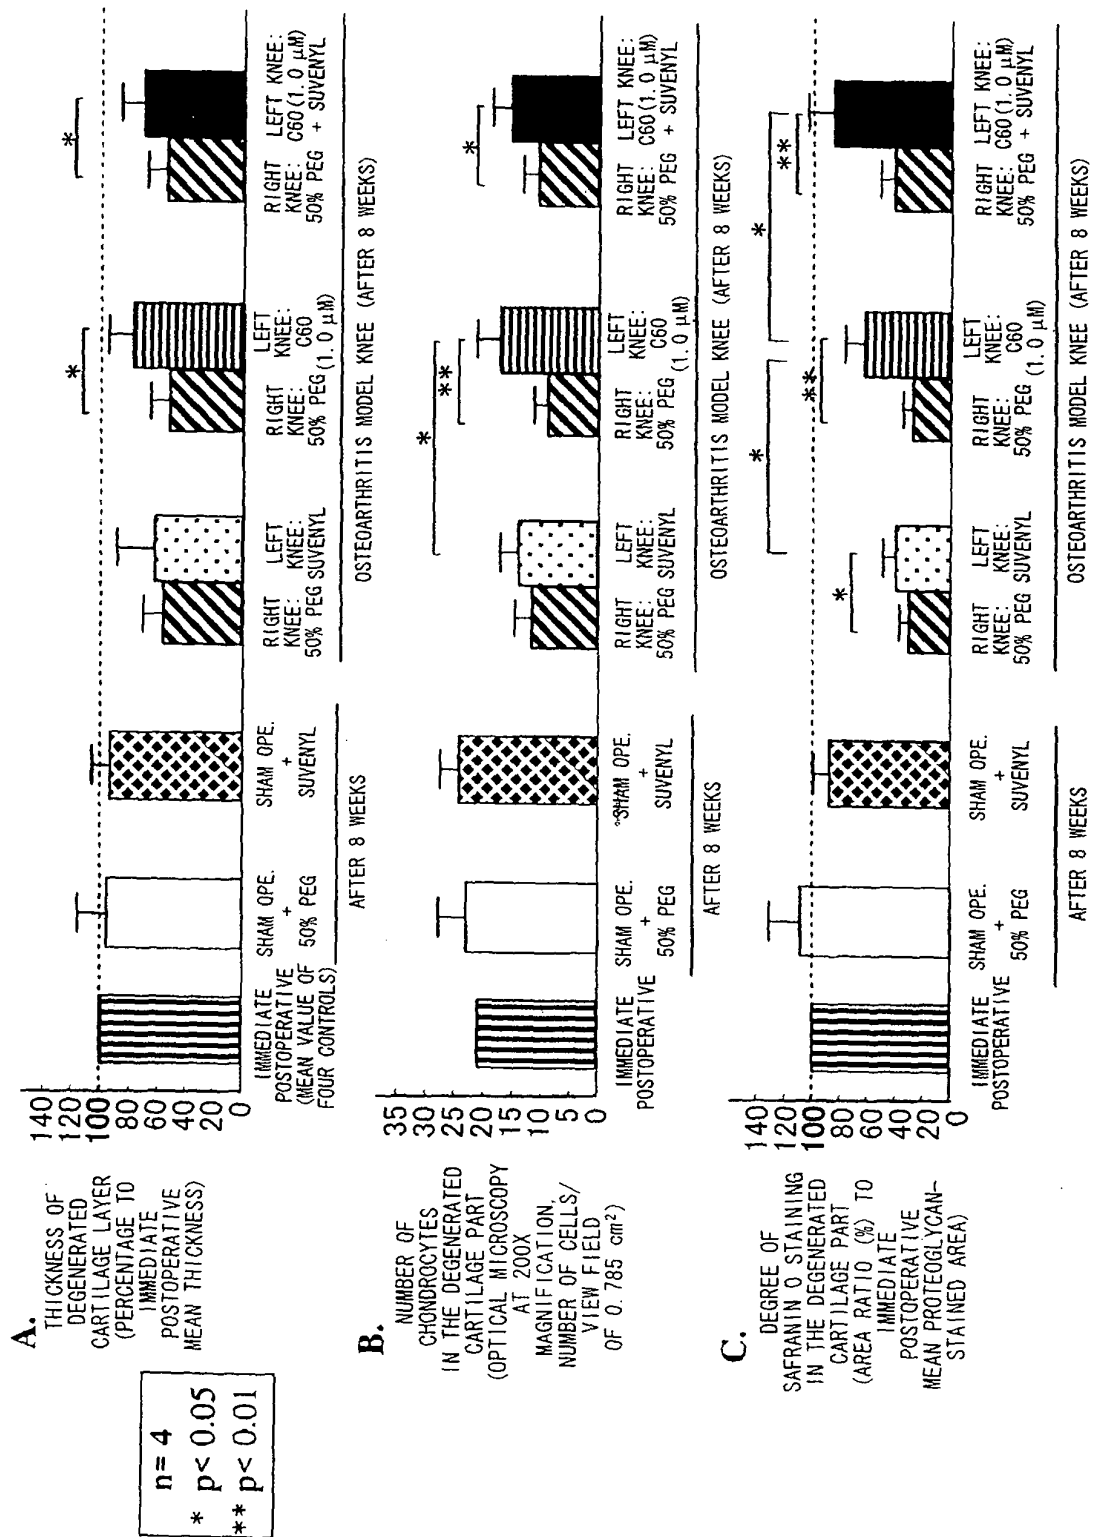 n=4
* p<0.05
** p<0.01
A.
THICKNESS OF
DEGENERATED
CARTILAGE LAYER
(PERCENTAGE TO
IMMEDIATE
POSTOPERATIVE
MEAN THICKNESS)
140
120
100
80
60
40
20
0
*
*
IMMEDIATE
POSTOPERATIVE
(MEAN VALUE OF
FOUR CONTROLS)
SHAM OPE.
+
50% PEG
SHAM OPE.
+
SUVENYL
AFTER 8 WEEKS
RIGHT
KNEE:
50% PEG
LEFT
KNEE:
SUVENYL
RIGHT
KNEE:
50% PEG
LEFT
KNEE:
C60
(1.0 μM)
RIGHT
KNEE:
50% PEG
LEFT KNEE:
C60(1.0 μM)
+ SUVENYL
OSTEOARTHRITIS MODEL KNEE (AFTER 8 WEEKS)
B.
NUMBER OF
CHONDROCYTES
IN THE DEGENERATED
CARTILAGE PART
(OPTICAL MICROSCOPY
AT 200X
MAGNIFICATION,
NUMBER OF CELLS/
VIEW FIELD
OF 0.785 cm²)
35
30
25
20
15
10
5
0
*
**
*
IMMEDIATE
POSTOPERATIVE
SHAM OPE.
+
50% PEG
SHAM OPE.
+
SUVENYL
AFTER 8 WEEKS
RIGHT
KNEE:
50% PEG
LEFT
KNEE:
SUVENYL
RIGHT
KNEE:
50% PEG
LEFT
KNEE:
C60
(1.0 μM)
RIGHT
KNEE:
50% PEG
LEFT KNEE:
C60(1.0 μM)
+ SUVENYL
OSTEOARTHRITIS MODEL KNEE (AFTER 8 WEEKS)
C.
DEGREE OF
SAFRANIN O STAINING
IN THE DEGENERATED
CARTILAGE PART
(AREA RATIO (%) TO
IMMEDIATE
POSTOPERATIVE
MEAN PROTEOGLYCAN-
STAINED AREA)
140
120
100
80
60
40
20
0
*
*
**
*
**
IMMEDIATE
POSTOPERATIVE
SHAM OPE.
+
50% PEG
SHAM OPE.
+
SUVENYL
AFTER 8 WEEKS
RIGHT
KNEE:
50% PEG
LEFT
KNEE:
SUVENYL
RIGHT
KNEE:
50% PEG
LEFT
KNEE:
C60
(1.0 μM)
RIGHT
KNEE:
50% PEG
LEFT KNEE:
C60(1.0 μM)
+ SUVENYL
OSTEOARTHRITIS MODEL KNEE (AFTER 8 WEEKS)